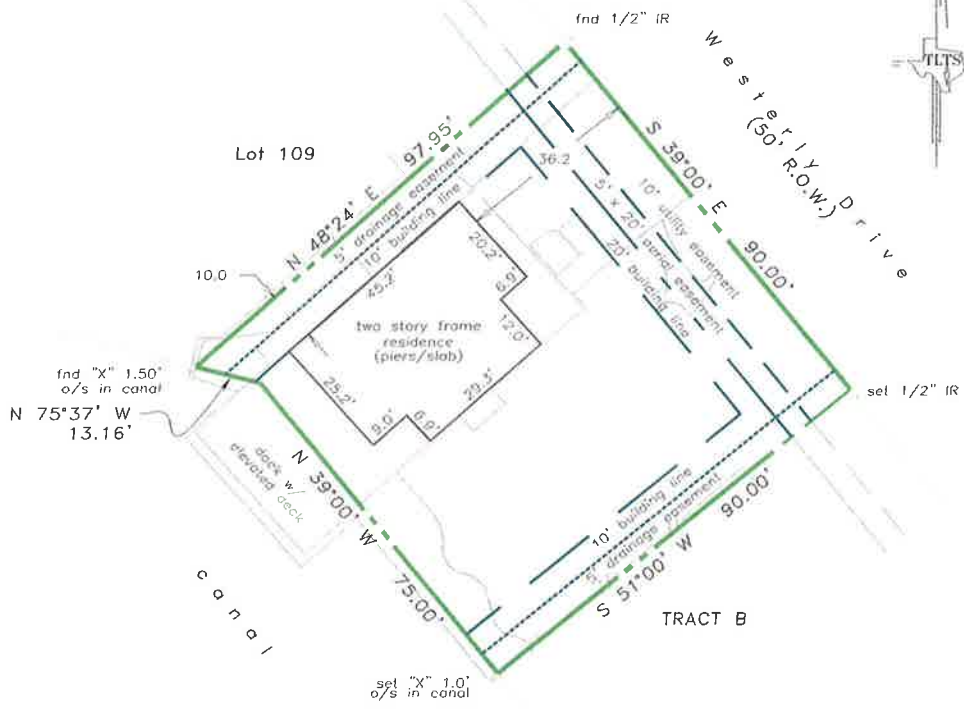 fnd 1/2" IR
TLTS
Westerly Drive
(50' R.O.W.)
Lot 109
N 48°24' E 97.95'
5' drainage easement
10' building line
36.2
S 39°00' E 90.00'
10' utility easement
5' x 20' aerial easement
20' building line
10.0
45.2'
20.2'
6.9'
12.0'
two story frame
residence
(piers/slab)
25.2'
9.0'
6.9'
29.3'
fnd "X" 1.50'
o/s in canal
N 75°37' W
13.16'
set 1/2" IR
dock w/
elevated deck
N 39°00' W 75.00'
10' building line
5' drainage easement
S 51°00' W 90.00'
canal
TRACT B
set "X" 1.0'
o/s in canal